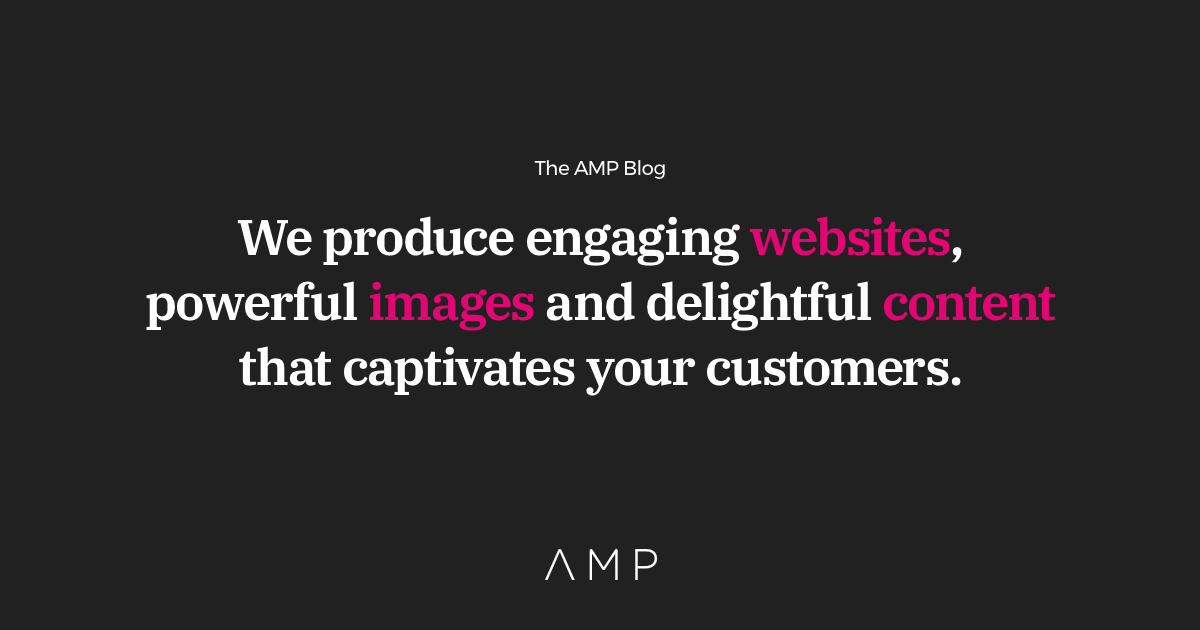 The AMP Blog
We produce engaging websites,
powerful images and delightful content
that captivates your customers.
AMP